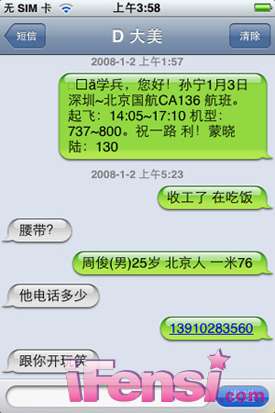 无 SIM 卡
上午3:58
短信
D 大美
清除
2008-1-2 上午1:57
学兵，您好！孙宁1月3日
深圳~北京国航CA136 航班。
起飞：14:05~17:10 机型：
737~800。祝一路 利！蒙晓
陆：130
2008-1-2 上午5:23
收工了 在吃饭
腰带?
周俊(男)25岁 北京人 一米76
他电话多少
13910283560
跟你开玩笑
iFensi
.com